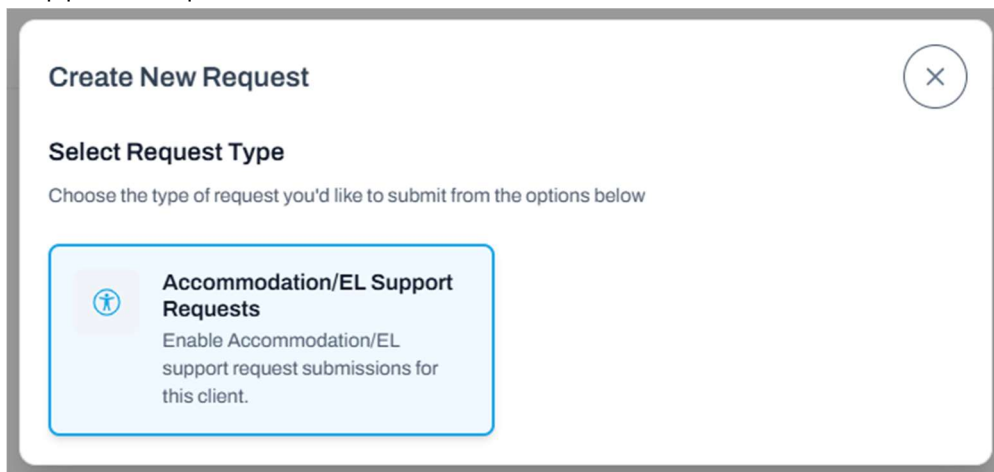 Create New Request
Select Request Type
Choose the type of request you'd like to submit from the options below
Accommodation/EL Support
Requests
Enable Accommodation/EL
support request submissions for
this client.